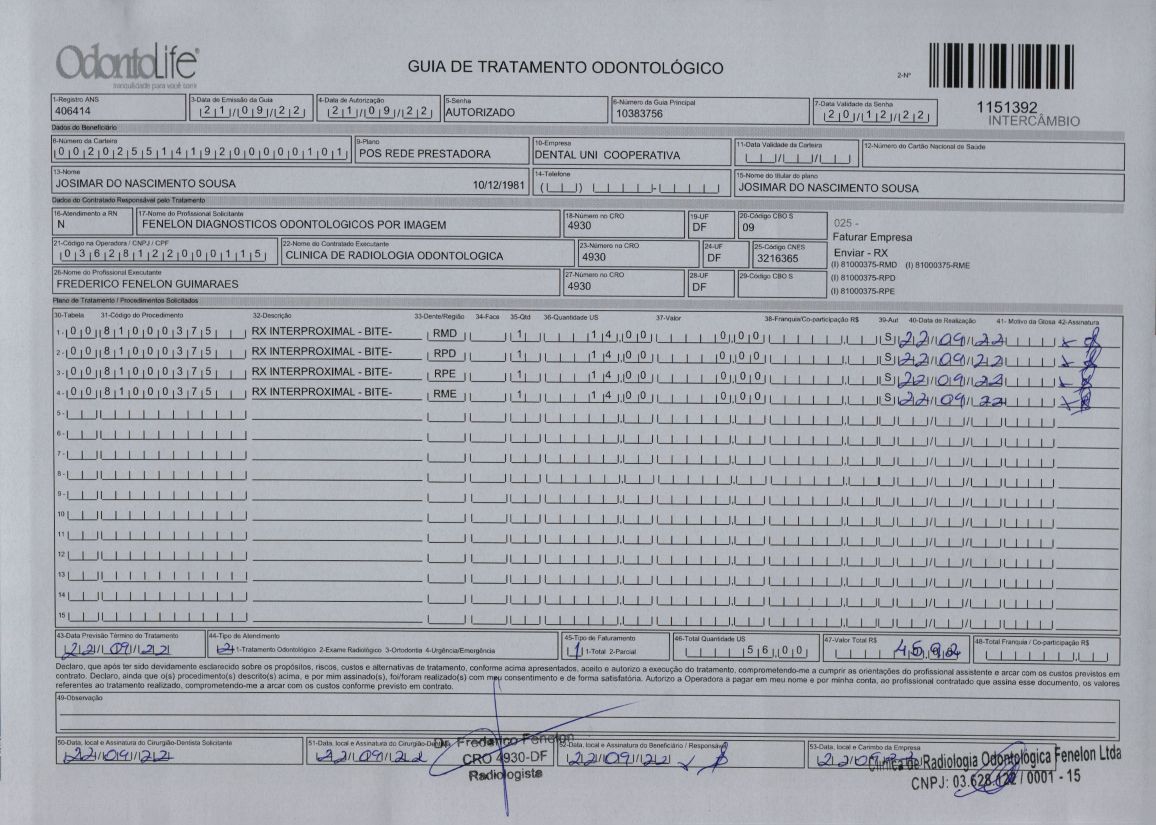 OdontoLife®
tranquilidade para você sorrir
GUIA DE TRATAMENTO ODONTOLÓGICO
2-Nº
1151392
INTERCÂMBIO
1-Registro ANS 406414
3-Data de Emissão da Guia 21/09/22
4-Data de Autorização 21/09/22
5-Senha AUTORIZADO
6-Número da Guia Principal 10383756
7-Data Validade da Senha 20/12/22
Dados do Beneficiário
8-Número da Carteira 00202551419200000101
9-Plano POS REDE PRESTADORA
10-Empresa DENTAL UNI COOPERATIVA
11-Data Validade da Carteira
12-Número do Cartão Nacional de Saúde
13-Nome JOSIMAR DO NASCIMENTO SOUSA 10/12/1981
14-Telefone
15-Nome do titular do plano JOSIMAR DO NASCIMENTO SOUSA
Dados do Contratado Responsável pelo Tratamento
16-Atendimento a RN N
17-Nome do Profissional Solicitante FENELON DIAGNOSTICOS ODONTOLOGICOS POR IMAGEM
18-Número no CRO 4930
19-UF DF
20-Código CBO S 09
025 -
Faturar Empresa
21-Código na Operadora / CNPJ / CPF 03628122000115
22-Nome do Contratado Executante CLINICA DE RADIOLOGIA ODONTOLOGICA
23-Número no CRO 4930
24-UF DF
25-Código CNES 3216365
Enviar - RX
(I) 81000375-RMD (I) 81000375-RME
(I) 81000375-RPD
(I) 81000375-RPE
26-Nome do Profissional Executante FREDERICO FENELON GUIMARAES
27-Número no CRO 4930
28-UF DF
29-Código CBO S
Plano de Tratamento / Procedimentos Solicitados
30-Tabela 31-Código do Procedimento 32-Descrição 33-Dente/Região 34-Face 35-Qtd 36-Quantidade US 37-Valor 38-Franquia/Co-participação R$ 39-Aut 40-Data de Realização 41- Motivo da Glosa 42-Assinatura
1- 00 81000375 RX INTERPROXIMAL - BITE- RMD 1 14,00 0,00 S 22/09/22
2- 00 81000375 RX INTERPROXIMAL - BITE- RPD 1 14,00 0,00 S 22/09/22
3- 00 81000375 RX INTERPROXIMAL - BITE- RPE 1 14,00 0,00 S 22/09/22
4- 00 81000375 RX INTERPROXIMAL - BITE- RME 1 14,00 0,00 S 22/09/22
5-
6-
7-
8-
9-
10
11
12
13
14
15
43-Data Previsão Término do Tratamento 22/09/22
44-Tipo de Atendimento 2 1-Tratamento Odontológico 2-Exame Radiológico 3-Ortodontia 4-Urgência/Emergência
45-Tipo de Faturamento 1 1-Total 2-Parcial
46-Total Quantidade US 56,00
47-Valor Total R$
48-Total Franquia / Co-participação R$
Declaro, que após ter sido devidamente esclarecido sobre os propósitos, riscos, custos e alternativas de tratamento, conforme acima apresentados, aceito e autorizo a execução do tratamento, comprometendo-me a cumprir as orientações do profissional assistente e arcar com os custos previstos em
contrato. Declaro, ainda que o(s) procedimento(s) descrito(s) acima, e por mim assinado(s), foi/foram realizado(s) com meu consentimento e de forma satisfatória. Autorizo a Operadora a pagar em meu nome e por minha conta, ao profissional contratado que assina esse documento, os valores
referentes ao tratamento realizado, comprometendo-me a arcar com os custos conforme previsto em contrato.
49-Observação
50-Data, local e Assinatura do Cirurgião-Dentista Solicitante 22/09/22
51-Data, local e Assinatura do Cirurgião-Dentista 22/09/22
Dr. Frederico Fenelon
CRO 4930-DF
Radiologista
52-Data, local e Assinatura do Beneficiário / Responsável 22/09/22
53-Data, local e Carimbo da Empresa 22/09/22
Clínica de Radiologia Odontológica Fenelon Ltda
CNPJ: 03.628.122 / 0001 - 15